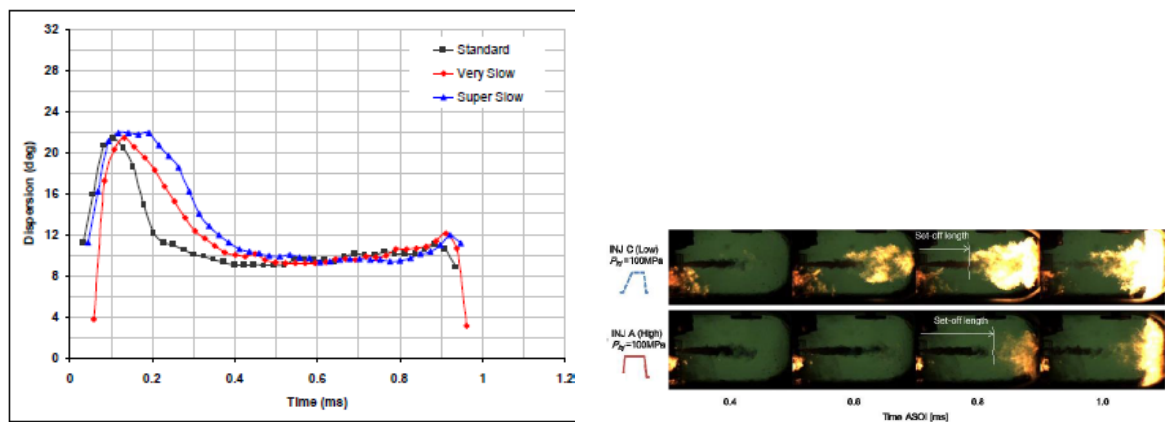 32
28
24
20
16
12
8
4
0
Dispersion (deg)
Standard
Very Slow
Super Slow
0
0.2
0.4
0.6
0.8
1
1.2
Time (ms)
INJ C (Low)
=100MPa
Set-off length
INJ A (High)
=100MPa
Set-off length
0.4
0.6
0.8
1.0
Time ASOI [ms]